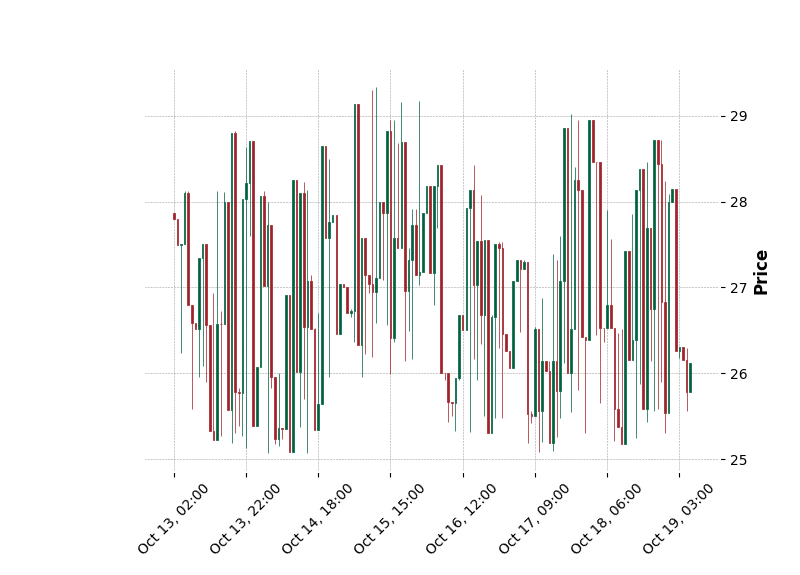 29
28
27
26
25
Price
Oct 13, 02:00
Oct 13, 22:00
Oct 14, 18:00
Oct 15, 15:00
Oct 16, 12:00
Oct 17, 09:00
Oct 18, 06:00
Oct 19, 03:00